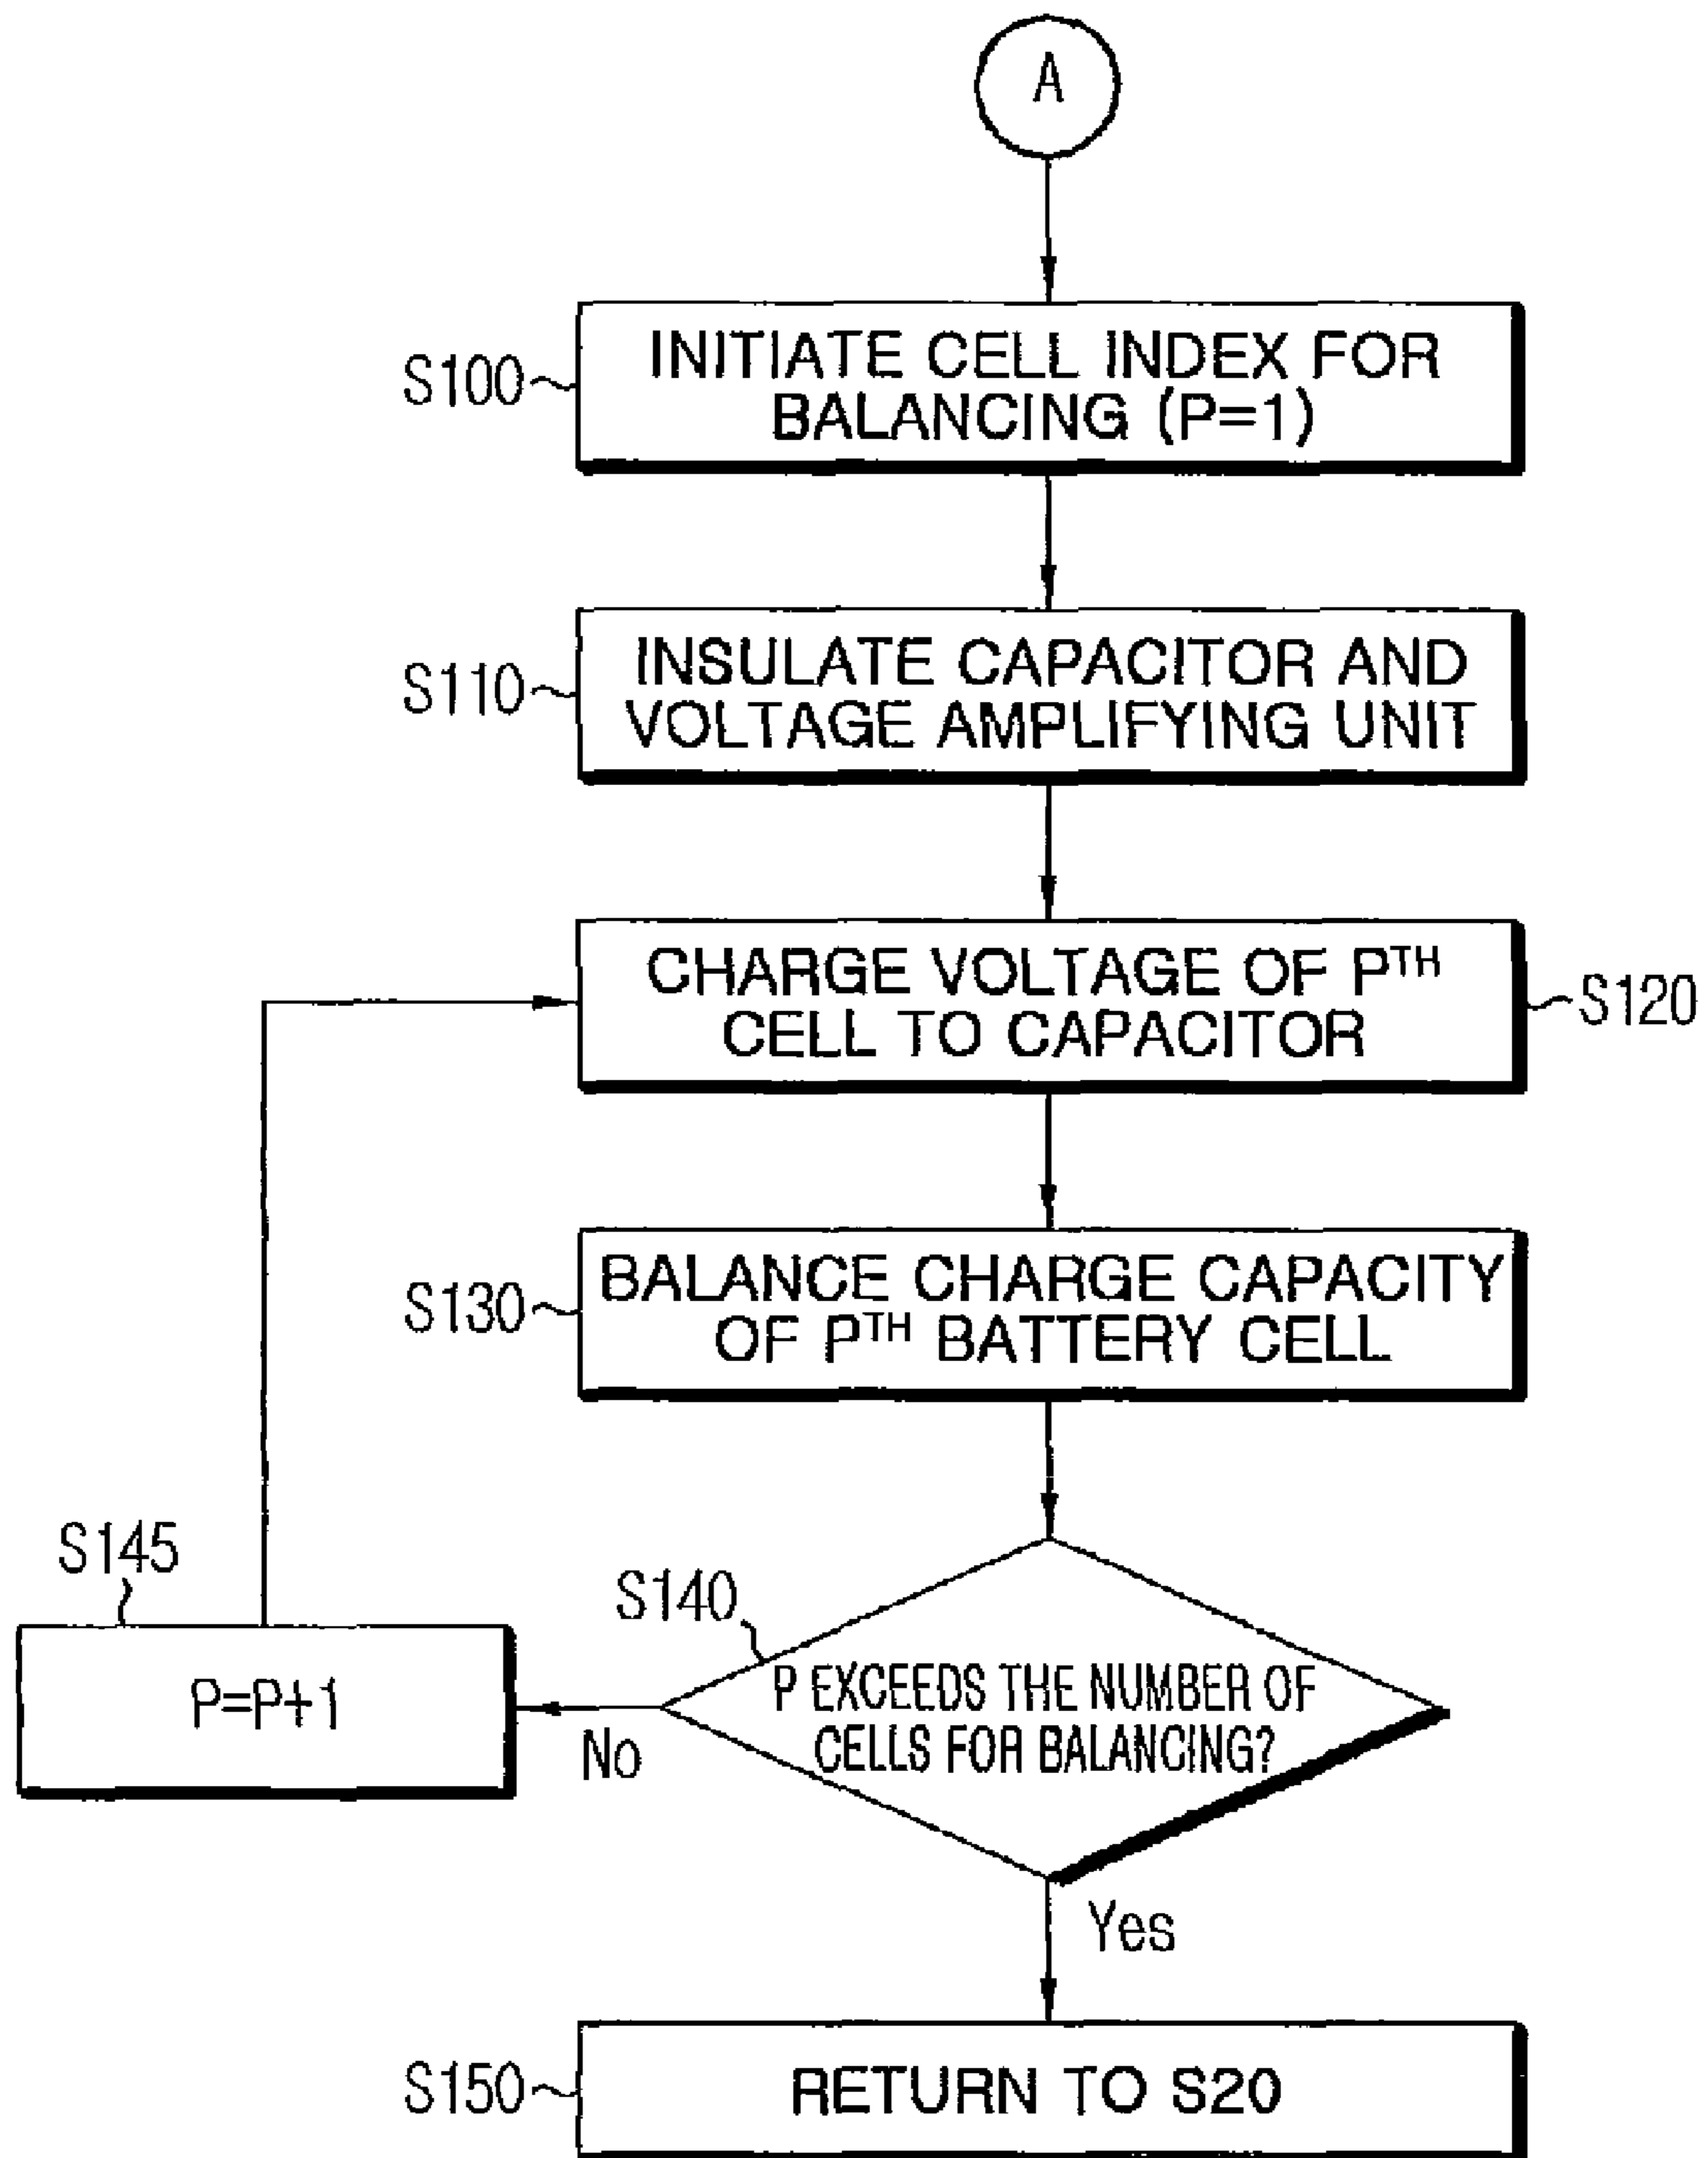 A
S100
INITIATE CELL INDEX FOR
BALANCING (P=1)
S110
INSULATE CAPACITOR AND
VOLTAGE AMPLIFYING UNIT
CHARGE VOLTAGE OF PTH
CELL TO CAPACITOR
S120
S130
BALANCE CHARGE CAPACITY
OF PTH BATTERY CELL
S145
P=P+1
S140
P EXCEEDS THE NUMBER OF
CELLS FOR BALANCING?
No
Yes
S150
RETURN TO S20